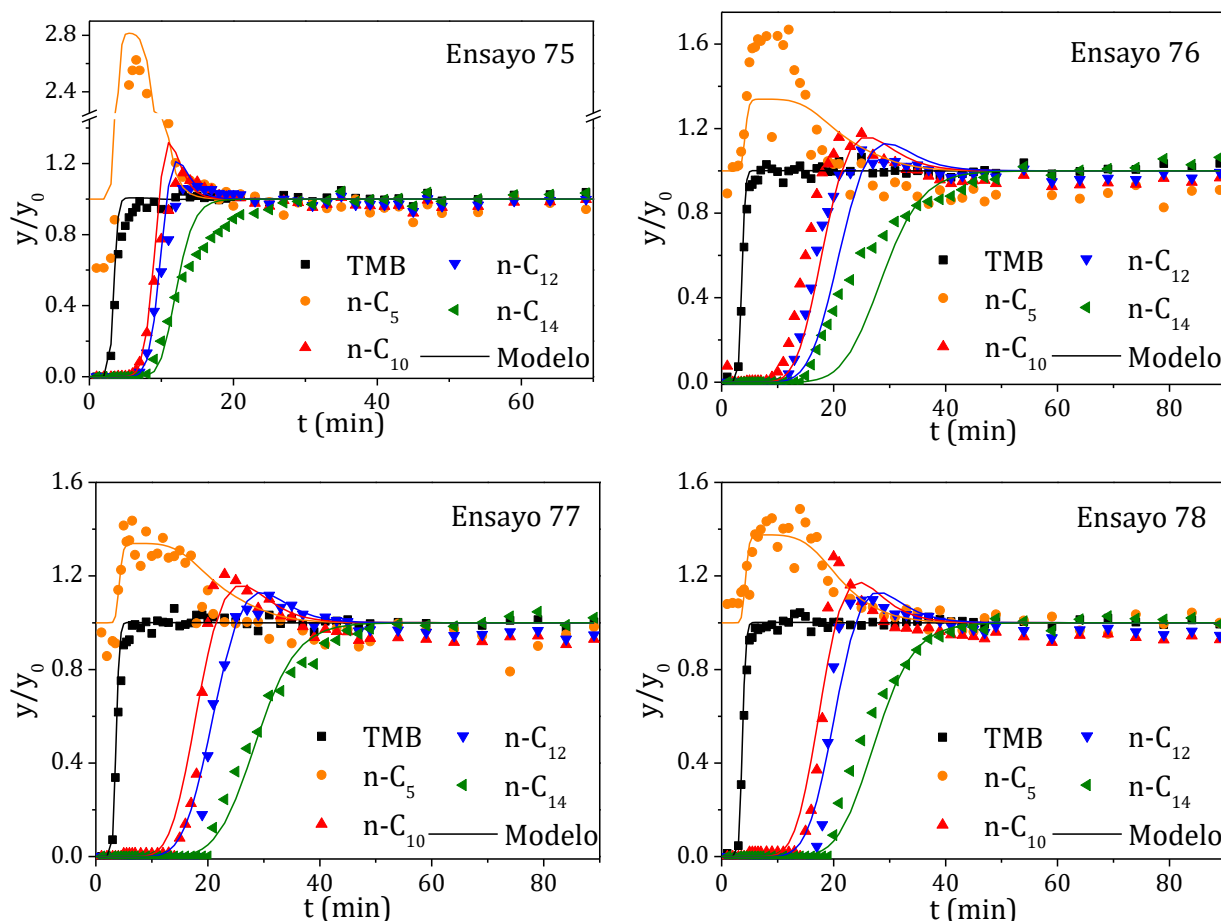 Ensayo 75
2.8
2.4
1.2
0.8
0.4
0.0
y/y₀
TMB
n-C₅
n-C₁₀
n-C₁₂
n-C₁₄
Modelo
0 20 40 60
t (min)
Ensayo 76
1.6
1.2
0.8
0.4
0.0
y/y₀
TMB
n-C₅
n-C₁₀
n-C₁₂
n-C₁₄
Modelo
0 20 40 60 80
t (min)
Ensayo 77
1.6
1.2
0.8
0.4
0.0
y/y₀
TMB
n-C₅
n-C₁₀
n-C₁₂
n-C₁₄
Modelo
0 20 40 60 80
t (min)
Ensayo 78
1.6
1.2
0.8
0.4
0.0
y/y₀
TMB
n-C₅
n-C₁₀
n-C₁₂
n-C₁₄
Modelo
0 20 40 60 80
t (min)